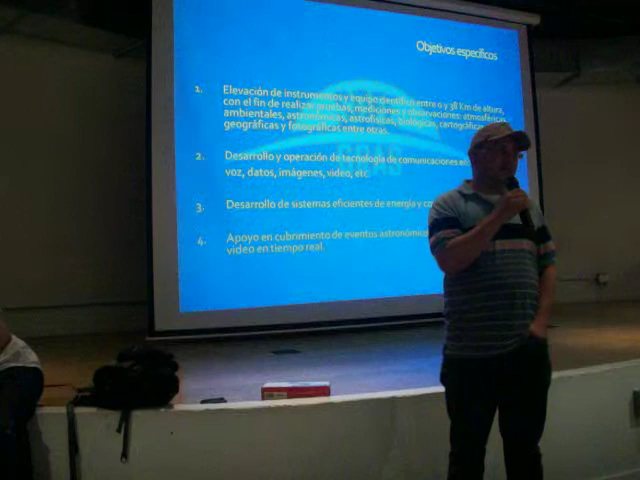 Objetivos específicos
1. Elevación de instrumentos y equipo científico entre 0 y 38 Km de altura,
con el fin de realizar pruebas, mediciones y observaciones: atmosféricas,
ambientales, astronómicas, astrofísicas, biológicas, cartográficas,
geográficas y fotográficas entre otras.
2. Desarrollo y operación de tecnología de comunicaciones
voz, datos, imágenes, video, etc.
3. Desarrollo de sistemas eficientes de energía y
4. Apoyo en cubrimiento de eventos astronómicos
video en tiempo real.